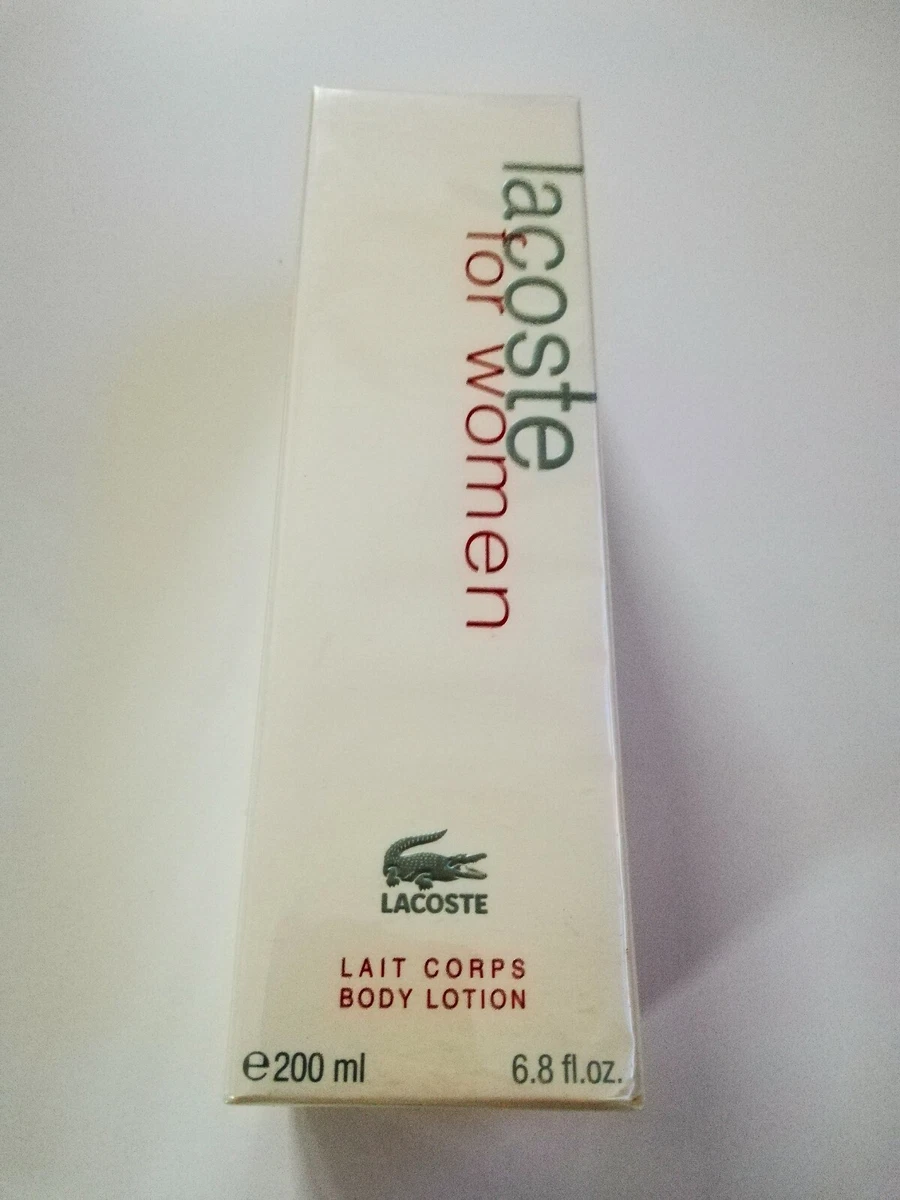 lacoste
for women
LACOSTE
LAIT CORPS
BODY LOTION
℮200 ml 6.8 fl.oz.